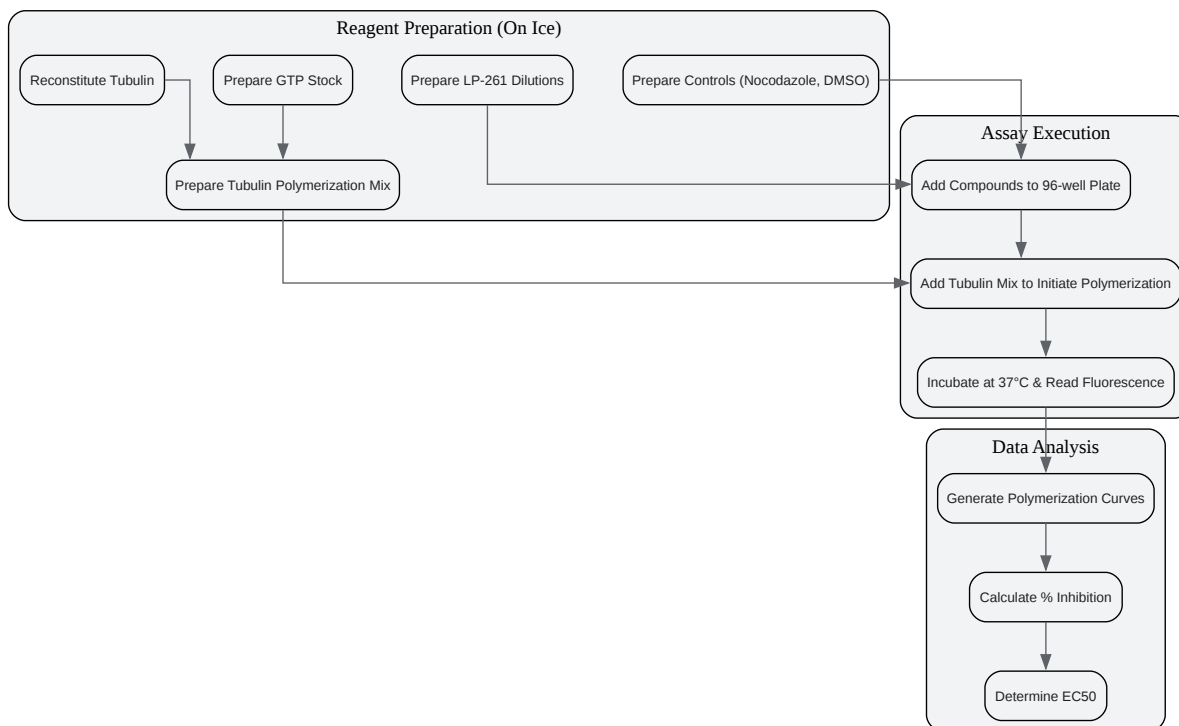 Reagent Preparation (On Ice)
Reconstitute Tubulin
Prepare GTP Stock
Prepare LP-261 Dilutions
Prepare Controls (Nocodazole, DMSO)
Prepare Tubulin Polymerization Mix
Assay Execution
Add Compounds to 96-well Plate
Add Tubulin Mix to Initiate Polymerization
Incubate at 37°C & Read Fluorescence
Data Analysis
Generate Polymerization Curves
Calculate % Inhibition
Determine EC50